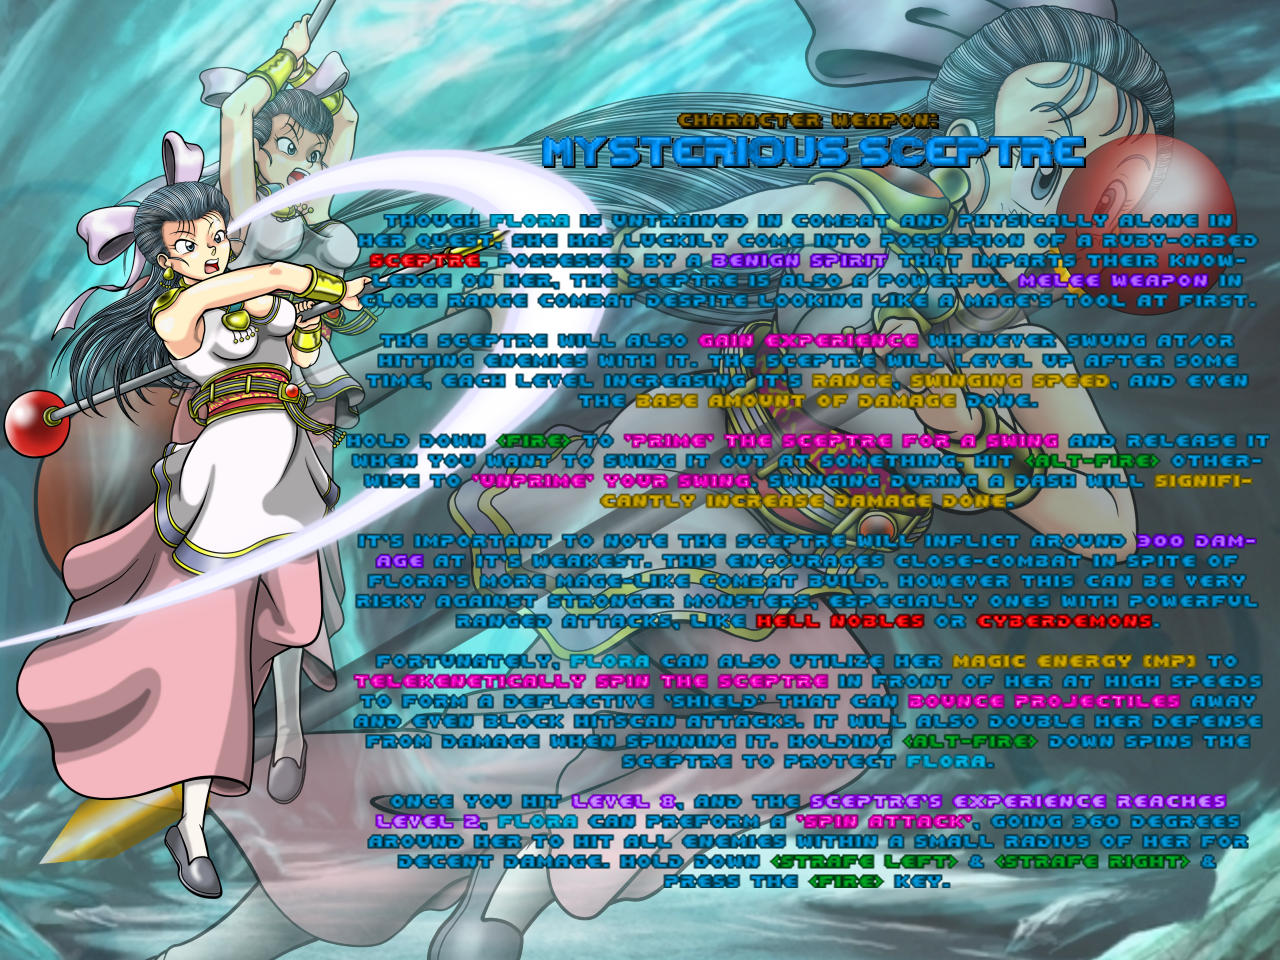 CHARACTER WEAPON:
MYSTERIOUS SCEPTRE
THOUGH FLORA IS UNTRAINED IN COMBAT AND PHYSICALLY ALONE IN
HER QUEST, SHE HAS LUCKILY COME INTO POSSESSION OF A RUBY-ORBED
SCEPTRE. POSSESSED BY A BENIGN SPIRIT THAT IMPARTS THEIR KNOW-
LEDGE ON HER, THE SCEPTRE IS ALSO A POWERFUL MELEE WEAPON IN
CLOSE RANGE COMBAT DESPITE LOOKING LIKE A MAGE'S TOOL AT FIRST.
THE SCEPTRE WILL ALSO GAIN EXPERIENCE WHENEVER SWUNG AT/OR
HITTING ENEMIES WITH IT. THE SCEPTRE WILL LEVEL UP AFTER SOME
TIME, EACH LEVEL INCREASING IT'S RANGE, SWINGING SPEED, AND EVEN
THE BASE AMOUNT OF DAMAGE DONE.
HOLD DOWN <FIRE> TO 'PRIME' THE SCEPTRE FOR A SWING AND RELEASE IT
WHEN YOU WANT TO SWING IT OUT AT SOMETHING. HIT <ALT-FIRE> OTHER-
WISE TO 'UNPRIME' YOUR SWING. SWINGING DURING A DASH WILL SIGNIFI-
CANTLY INCREASE DAMAGE DONE.
IT'S IMPORTANT TO NOTE THE SCEPTRE WILL INFLICT AROUND 300 DAM-
AGE AT IT'S WEAKEST. THIS ENCOURAGES CLOSE-COMBAT IN SPITE OF
FLORA'S MORE MAGE-LIKE COMBAT BUILD. HOWEVER THIS CAN BE VERY
RISKY AGAINST STRONGER MONSTERS, ESPECIALLY ONES WITH POWERFUL
RANGED ATTACKS, LIKE HELL NOBLES OR CYBERDEMONS.
FORTUNATELY, FLORA CAN ALSO UTILIZE HER MAGIC ENERGY [MP] TO
TELEKENETICALLY SPIN THE SCEPTRE IN FRONT OF HER AT HIGH SPEEDS
TO FORM A DEFLECTIVE 'SHIELD' THAT CAN BOUNCE PROJECTILES AWAY
AND EVEN BLOCK HITSCAN ATTACKS. IT WILL ALSO DOUBLE HER DEFENSE
FROM DAMAGE WHEN SPINNING IT. HOLDING <ALT-FIRE> DOWN SPINS THE
SCEPTRE TO PROTECT FLORA.
ONCE YOU HIT LEVEL 8, AND THE SCEPTRE'S EXPERIENCE REACHES
LEVEL 2, FLORA CAN PREFORM A 'SPIN ATTACK', GOING 360 DEGREES
AROUND HER TO HIT ALL ENEMIES WITHIN A SMALL RADIUS OF HER FOR
DECENT DAMAGE. HOLD DOWN <STRAFE LEFT> & <STRAFE RIGHT> &
PRESS THE <FIRE> KEY.